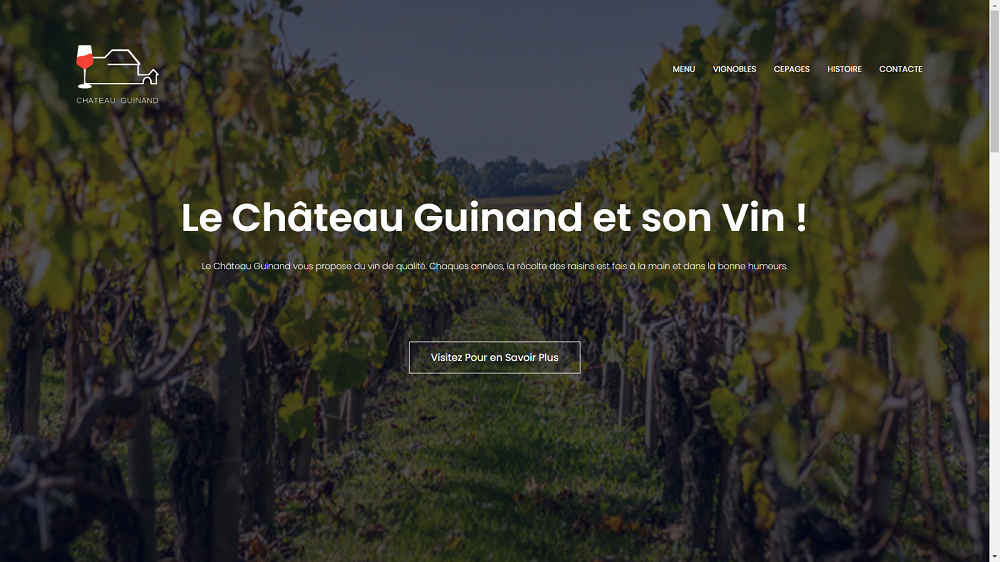 CHATEAU GUINAND
MENU VIGNOBLES CEPAGES HISTOIRE CONTACTE
Le Château Guinand et son Vin !
Le Château Guinand vous propose du vin de qualité. Chaques années, la récolte des raisins est fais à la main et dans la bonne humeurs.
Visitez Pour en Savoir Plus